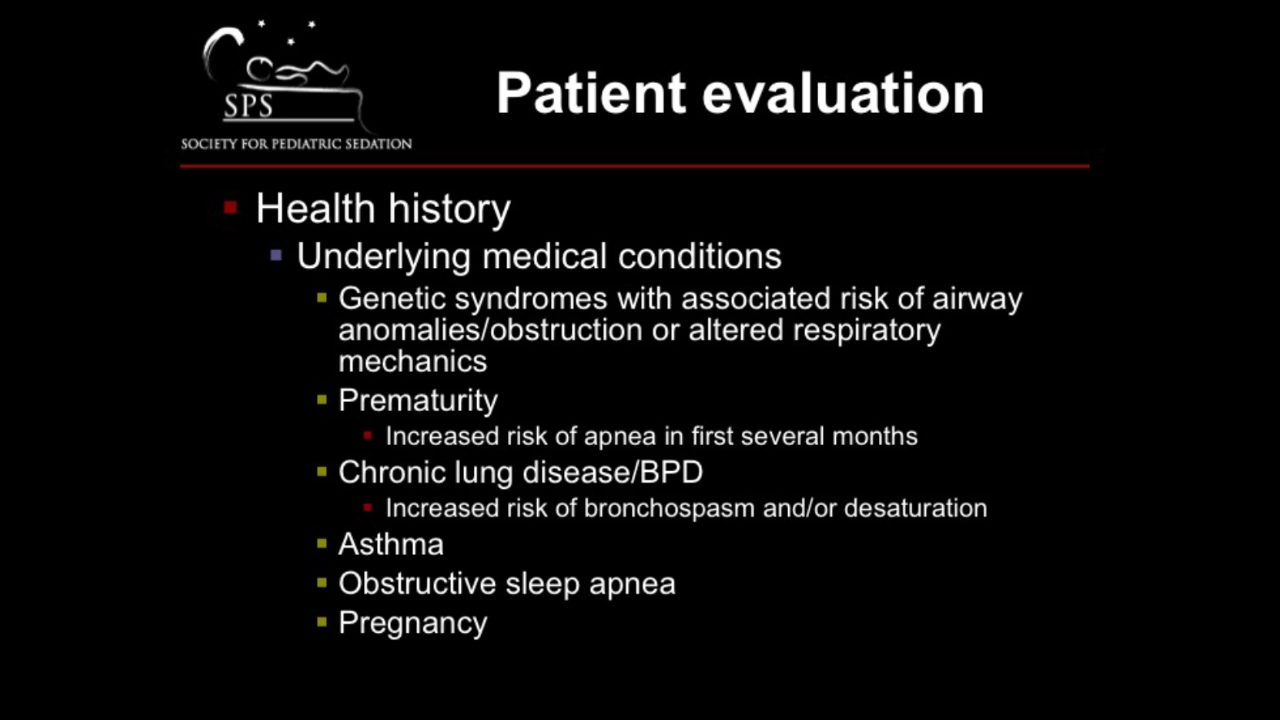 SPS
SOCIETY FOR PEDIATRIC SEDATION
Patient evaluation
Health history
Underlying medical conditions
Genetic syndromes with associated risk of airway
anomalies/obstruction or altered respiratory
mechanics
Prematurity
Increased risk of apnea in first several months
Chronic lung disease/BPD
Increased risk of bronchospasm and/or desaturation
Asthma
Obstructive sleep apnea
Pregnancy